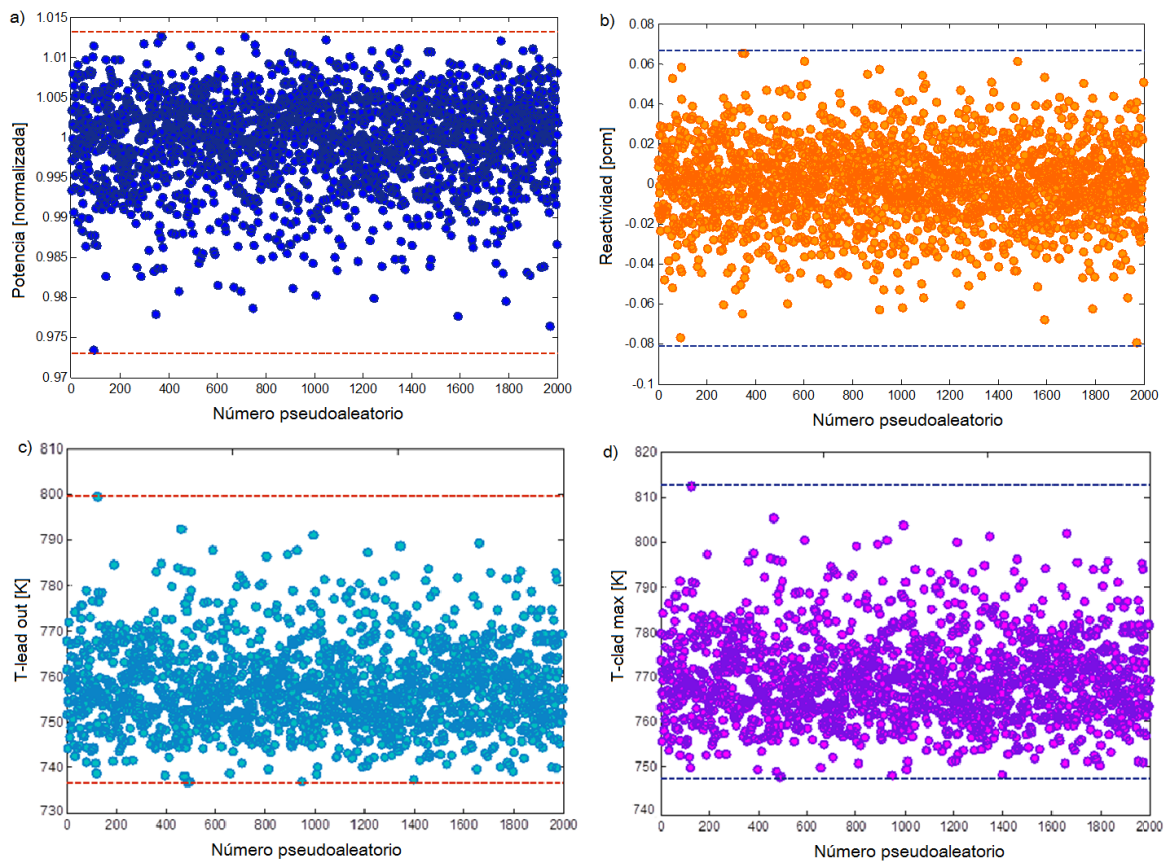 a)
Potencia [normalizada]
1.015
1.01
1.005
1
0.995
0.99
0.985
0.98
0.975
0.97
0 200 400 600 800 1000 1200 1400 1600 1800 2000
Número pseudoaleatorio
b)
Reactividad [pcm]
0.08
0.06
0.04
0.02
0.
-0.02
-0.04
-0.06
-0.08
-0.1
0 200 400 600 800 1000 1200 1400 1600 1800 2000
Número pseudoaleatorio
c)
T-lead out [K]
810
800
790
780
770
760
750
740
730
0 200 400 600 800 1000 1200 1400 1600 1800 2000
Número pseudoaleatorio
d)
T-clad max [K]
820
810
800
790
780
770
760
750
740
0 200 400 600 800 1000 1200 1400 1600 1800 2000
Número pseudoaleatorio